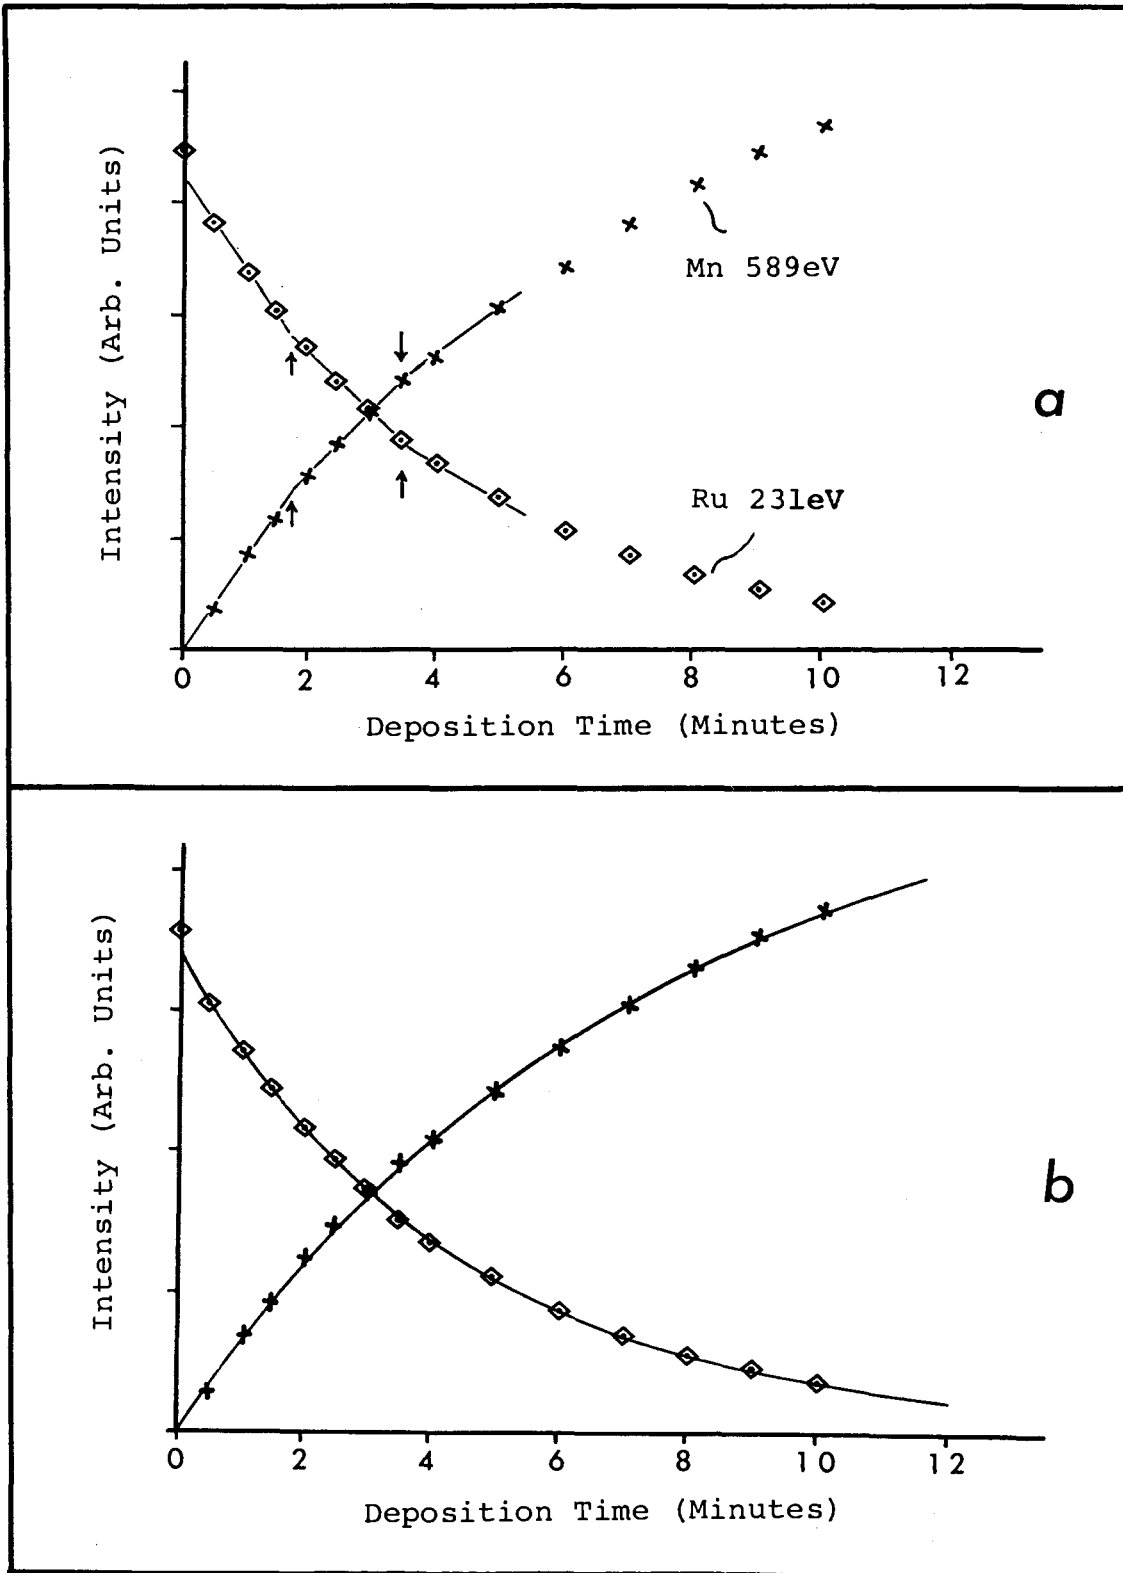 Intensity (Arb. Units)
Mn 589eV
a
Ru 231eV
0 2 4 6 8 10 12
Deposition Time (Minutes)
Intensity (Arb. Units)
b
0 2 4 6 8 10 12
Deposition Time (Minutes)